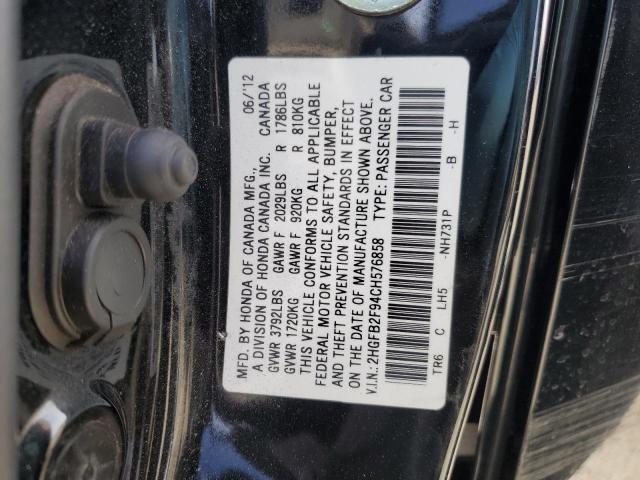 MFD. BY HONDA OF CANADA MFG., 06/'12
A DIVISION OF HONDA CANADA INC. CANADA
GVWR 3792LBS GAWR F 2029LBS R 1786LBS
GVWR 1720KG GAWR F 920KG R 810KG
THIS VEHICLE CONFORMS TO ALL APPLICABLE
FEDERAL MOTOR VEHICLE SAFETY, BUMPER,
AND THEFT PREVENTION STANDARDS IN EFFECT
ON THE DATE OF MANUFACTURE SHOWN ABOVE.
V.I.N.: 2HGFB2F94CH576858 TYPE: PASSENGER CAR
TR6 C LH5 -NH731P -B -H